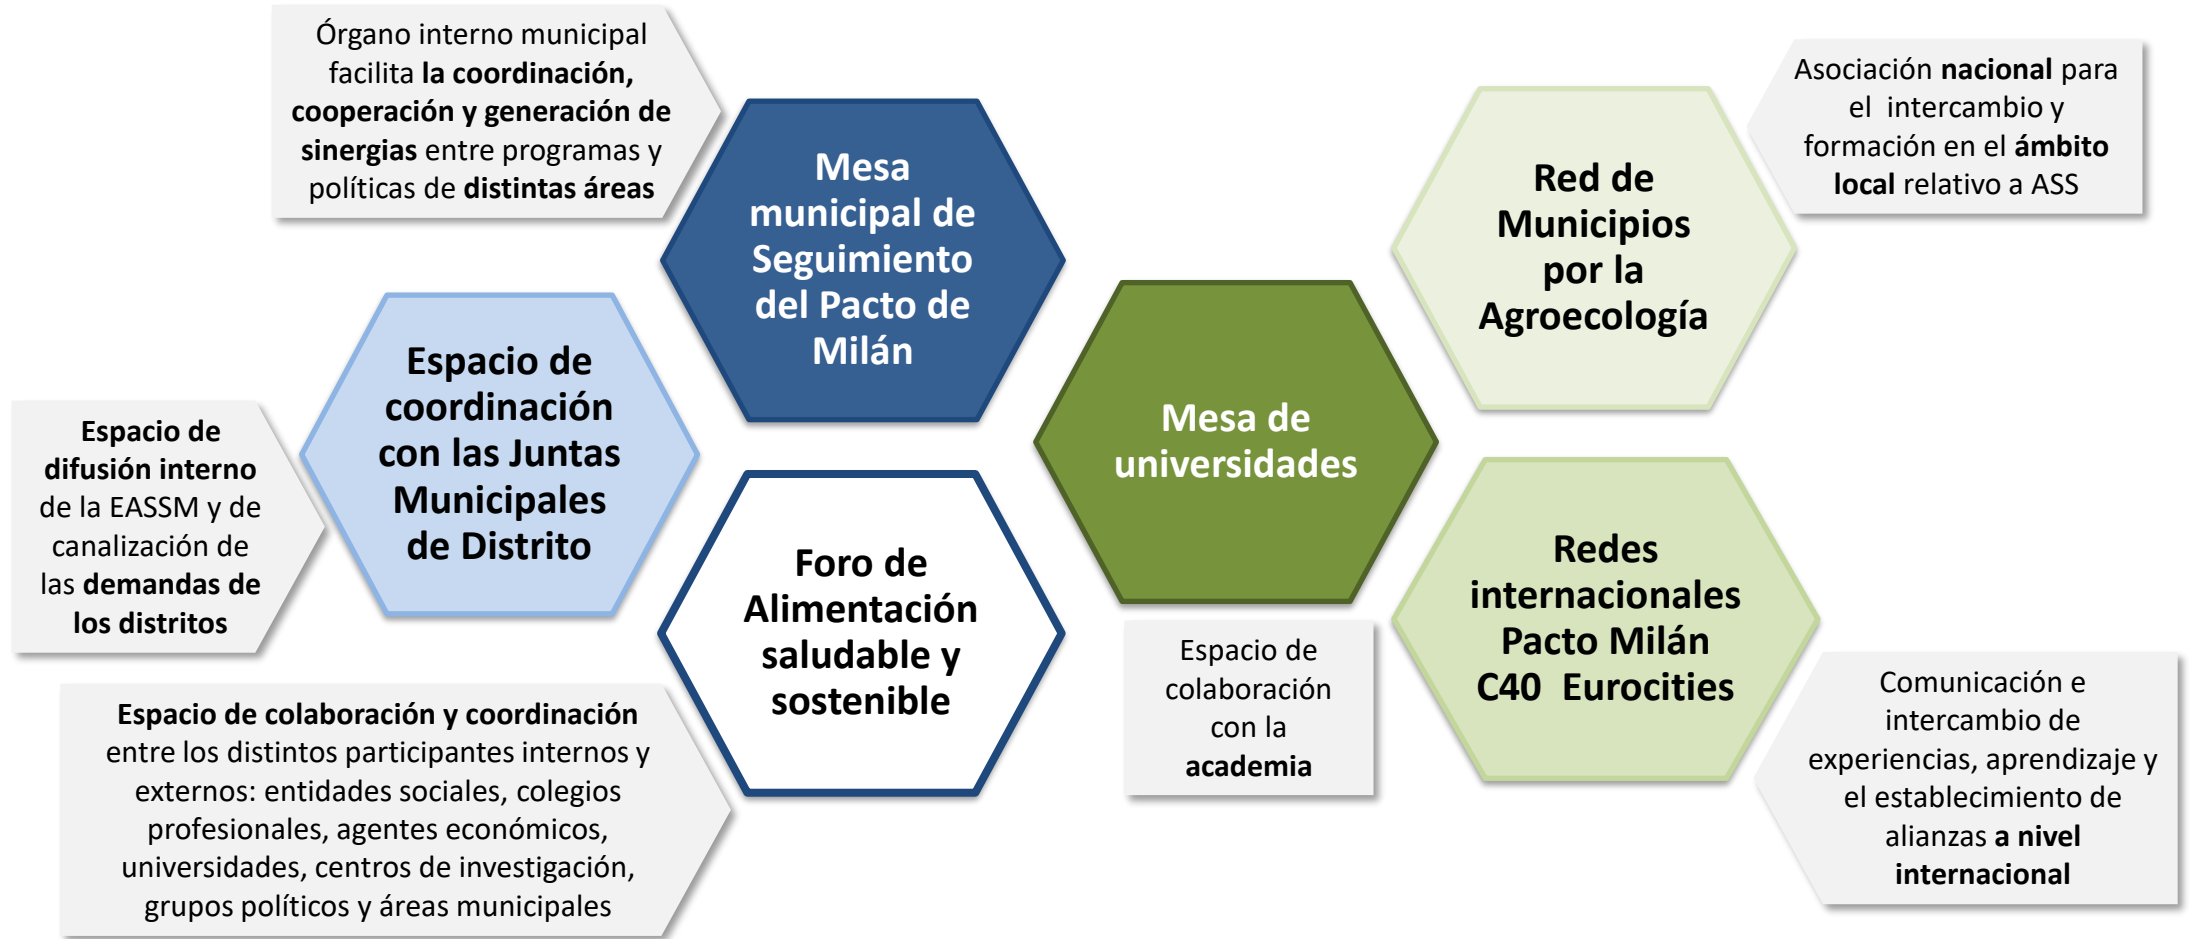 Órgano interno municipal
facilita la coordinación,
cooperación y generación de
sinergias entre programas y
políticas de distintas áreas
Mesa
municipal de
Seguimiento
del Pacto de
Milán
Red de
Municipios
por la
Agroecología
Asociación nacional para
el intercambio y
formación en el ámbito
local relativo a ASS
Espacio de
difusión interno
de la EASSM y de
canalización de
las demandas de
los distritos
Espacio de
coordinación
con las Juntas
Municipales
de Distrito
Mesa de
universidades
Espacio de
colaboración
con la
academia
Foro de
Alimentación
saludable y
sostenible
Espacio de colaboración y coordinación
entre los distintos participantes internos y
externos: entidades sociales, colegios
profesionales, agentes económicos,
universidades, centros de investigación,
grupos políticos y áreas municipales
Redes
internacionales
Pacto Milán
C40 Eurocities
Comunicación e
intercambio de
experiencias, aprendizaje y
el establecimiento de
alianzas a nivel
internacional